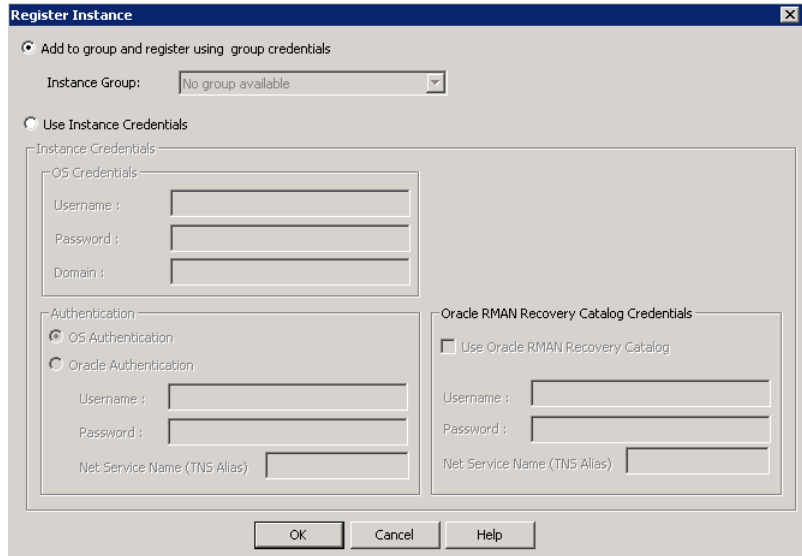 Register Instance
Add to group and register using group credentials
Instance Group: No group available
Use Instance Credentials
Instance Credentials
OS Credentials
Username :
Password :
Domain :
Authentication
OS Authentication
Oracle Authentication
Username :
Password :
Net Service Name (TNS Alias)
Oracle RMAN Recovery Catalog Credentials
Use Oracle RMAN Recovery Catalog
Username :
Password :
Net Service Name (TNS Alias)
OK Cancel Help